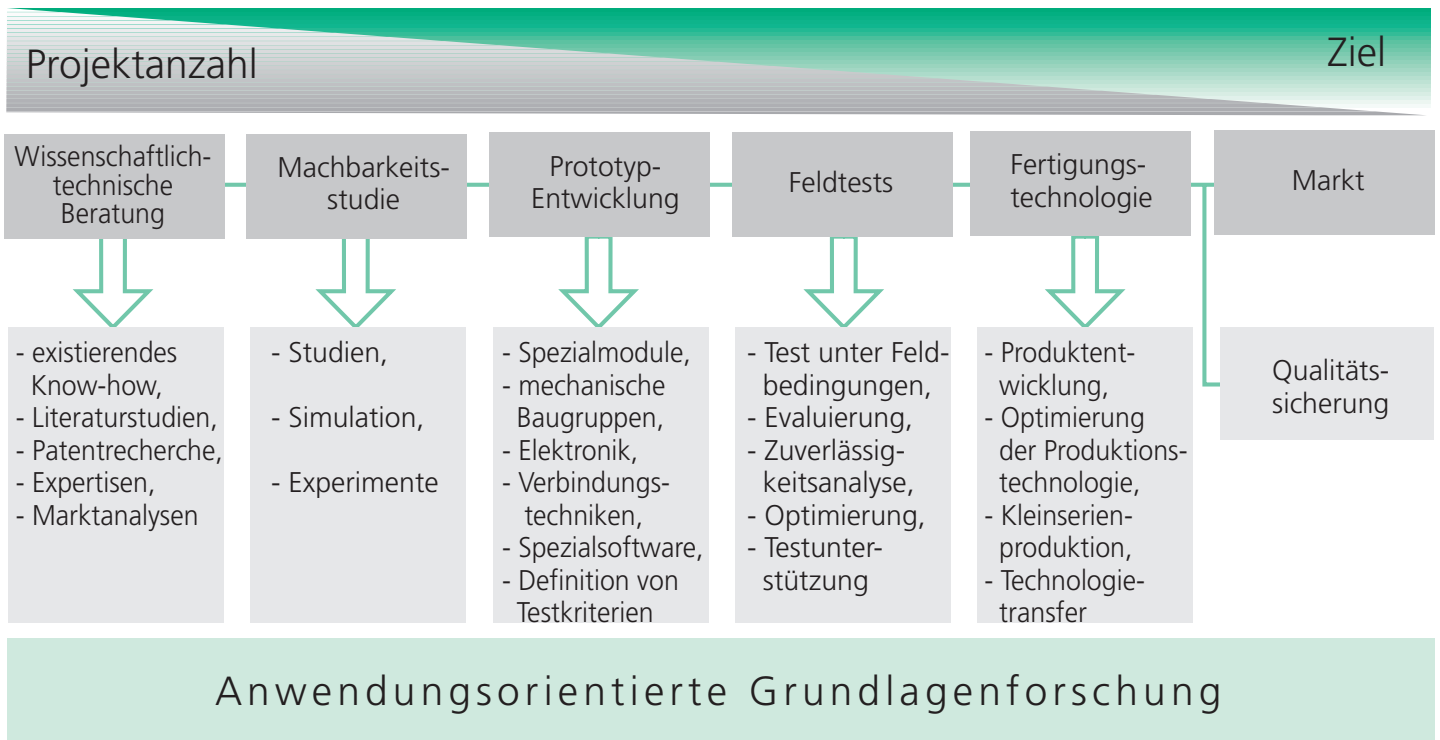 Projektanzahl
Ziel
Wissenschaftlich-
technische
Beratung
Machbarkeits-
studie
Prototyp-
Entwicklung
Feldtests
Fertigungs-
technologie
Markt
- existierendes
Know-how,
- Literaturstudien,
- Patentrecherche,
- Expertisen,
- Marktanalysen
- Studien,
- Simulation,
- Experimente
- Spezialmodule,
- mechanische
Baugruppen,
- Elektronik,
- Verbindungs-
techniken,
- Spezialsoftware,
- Definition von
Testkriterien
- Test unter Feld-
bedingungen,
- Evaluierung,
- Zuverlässig-
keitsanalyse,
- Optimierung,
- Testunter-
stützung
- Produktent-
wicklung,
- Optimierung
der Produktions-
technologie,
- Kleinserien-
produktion,
- Technologie-
transfer
Qualitäts-
sicherung
Anwendungsorientierte Grundlagenforschung